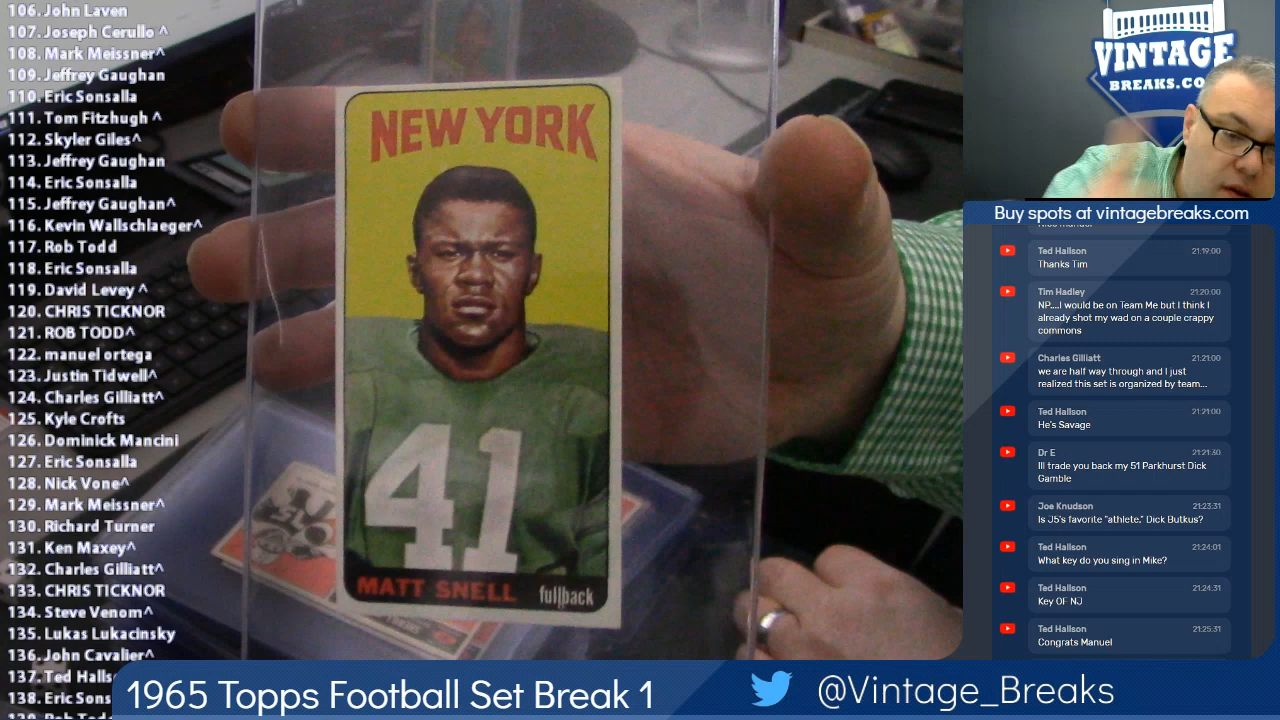 106. John Laven
107. Joseph Cerullo ^
108. Mark Meissner^
109. Jeffrey Gaughan
110. Eric Sonsalla
111. Tom Fitzhugh ^
112. Skyler Giles^
113. Jeffrey Gaughan
114. Eric Sonsalla
115. Jeffrey Gaughan^
116. Kevin Wallschlaeger^
117. Rob Todd
118. Eric Sonsalla
119. David Levey ^
120. CHRIS TICKNOR
121. ROB TODD^
122. manuel ortega
123. Justin Tidwell^
124. Charles Gilliatt^
125. Kyle Crofts
126. Dominick Mancini
127. Eric Sonsalla
128. Nick Vone^
129. Mark Meissner^
130. Richard Turner
131. Ken Maxey^
132. Charles Gilliatt^
133. CHRIS TICKNOR
134. Steve Venom^
135. Lukas Lukacinsky
136. John Cavalier^
137. Ted Halls
138. Eric Sons
NEW YORK
41
MATT SNELL fullback
VINTAGE
BREAKS.CO
Buy spots at vintagebreaks.com
Ted Hallson 21:19:00
Thanks Tim
Tim Hadley 21:20:00
NP....I would be on Team Me but I think I
already shot my wad on a couple crappy
commons
Charles Gilliatt 21:21:00
we are half way through and I just
realized this set is organized by team...
Ted Hallson 21:21:00
He's Savage
Dr E 21:21:30
Ill trade you back my 51 Parkhurst Dick
Gamble
Joe Knudson 21:23:31
Is J5's favorite "athlete." Dick Butkus?
Ted Hallson 21:24:01
What key do you sing in Mike?
Ted Hallson 21:24:31
Key OF NJ
Ted Hallson 21:25:31
Congrats Manuel
1965 Topps Football Set Break 1
@Vintage_Breaks